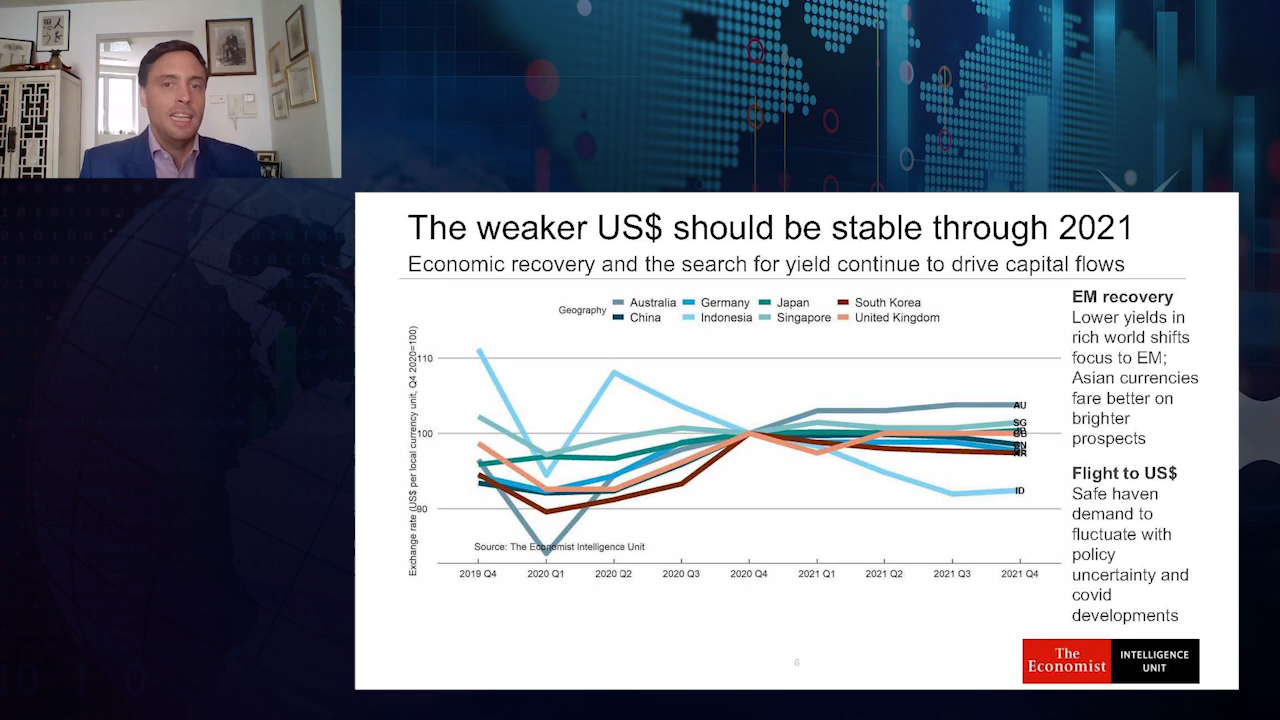 The weaker US$ should be stable through 2021
Economic recovery and the search for yield continue to drive capital flows
Geography
Australia Germany Japan South Korea
China Indonesia Singapore United Kingdom
Exchange rate (US$ per local currency unit, Q4 2020=100)
110
100
90
AU
SG
GB
CN
KR
ID
Source: The Economist Intelligence Unit
2019 Q4 2020 Q1 2020 Q2 2020 Q3 2020 Q4 2021 Q1 2021 Q2 2021 Q3 2021 Q4
EM recovery
Lower yields in
rich world shifts
focus to EM;
Asian currencies
fare better on
brighter
prospects
Flight to US$
Safe haven
demand to
fluctuate with
policy
uncertainty and
covid
developments
6
The
Economist
INTELLIGENCE
UNIT